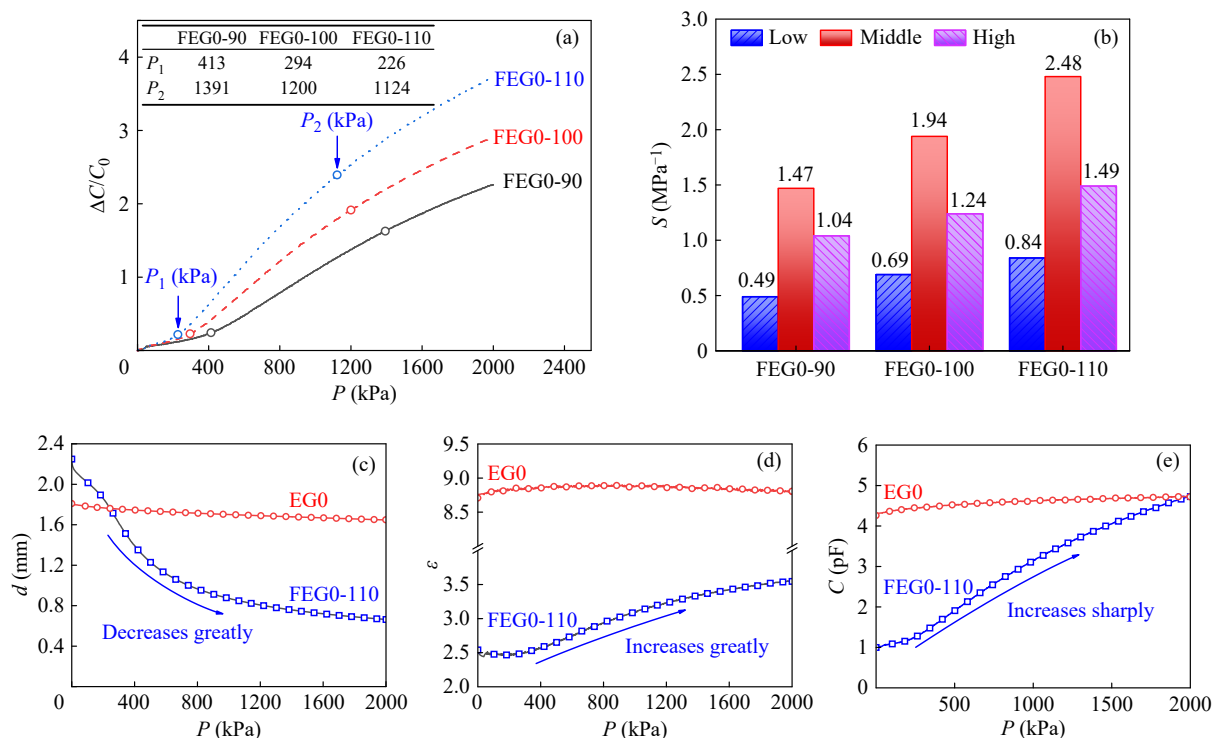 (a)
FEG0-90 FEG0-100 FEG0-110
P₁ 413 294 226
P₂ 1391 1200 1124
4
3
2
1
ΔC/C₀
P₁ (kPa)
P₂ (kPa)
FEG0-110
FEG0-100
FEG0-90
0 400 800 1200 1600 2000 2400
P (kPa)
(b)
Low Middle High
3.0
2.5
2.0
1.5
1.0
0.5
0
S (MPa⁻¹)
0.49 1.47 1.04
0.69 1.94 1.24
0.84 2.48 1.49
FEG0-90 FEG0-100 FEG0-110
(c)
2.4
2.0
1.6
1.2
0.8
0.4
d (mm)
EG0
FEG0-110
Decreases greatly
0 400 800 1200 1600 2000
P (kPa)
(d)
9.5
9.0
8.5
3.5
3.0
2.5
2.0
ε
EG0
FEG0-110
Increases greatly
0 400 800 1200 1600 2000
P (kPa)
(e)
6
5
4
3
2
1
0
C (pF)
EG0
FEG0-110
Increases sharply
500 1000 1500 2000
P (kPa)